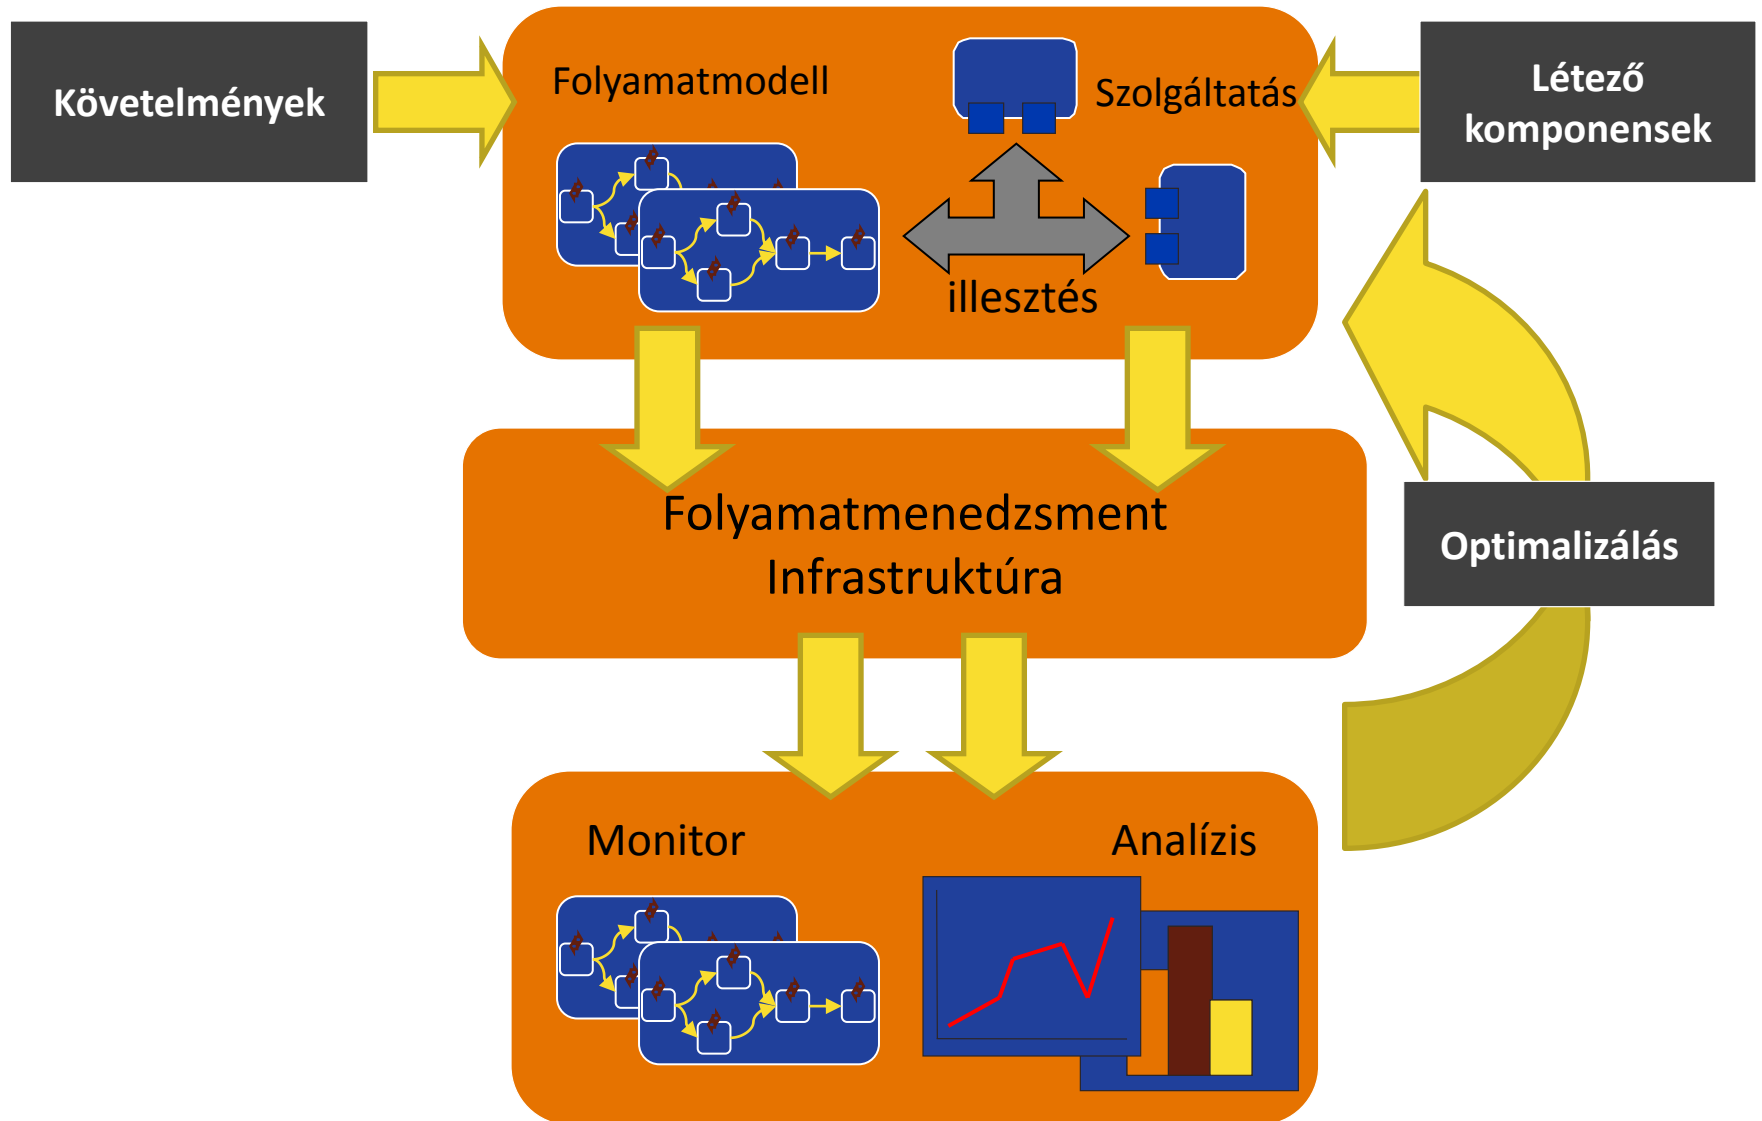 Követelmények
Folyamatmodell
Szolgáltatás
Létező
komponensek
illesztés
Folyamatmenedzsment
Infrastruktúra
Optimalizálás
Monitor
Analízis